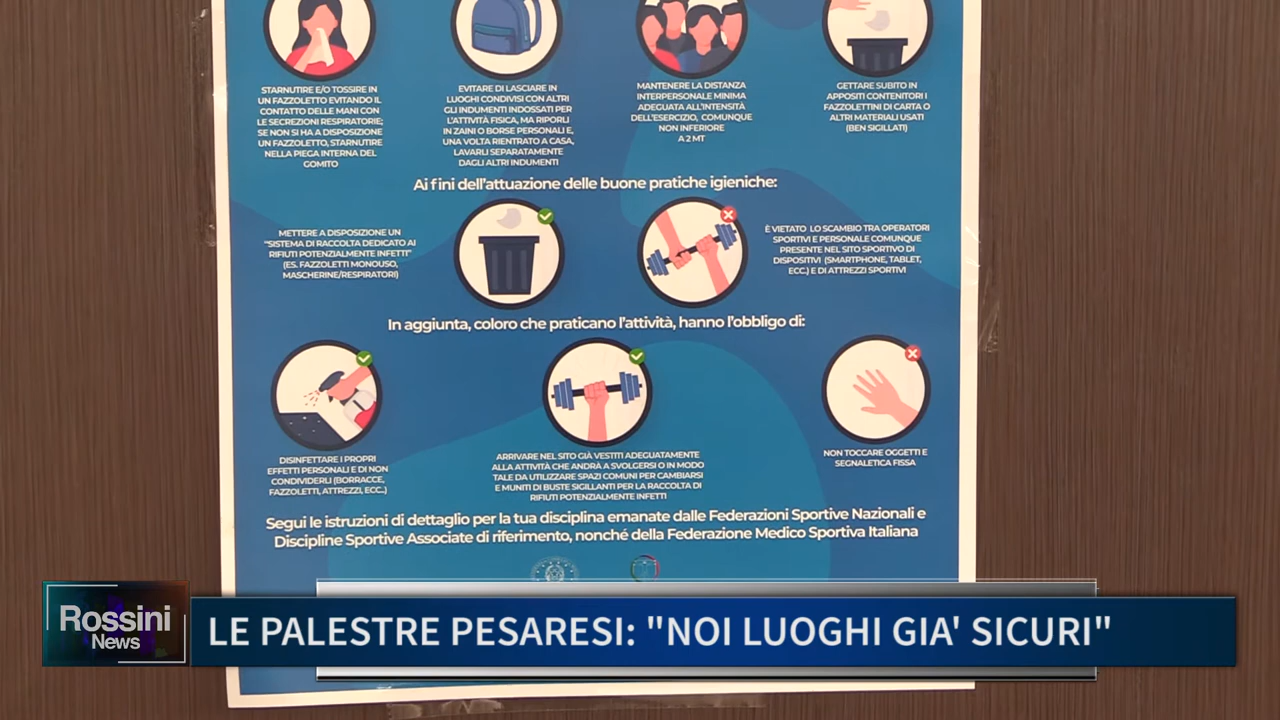 STARNUTIRE E/O TOSSIRE IN
UN FAZZOLETTO EVITANDO IL
CONTATTO DELLE MANI CON
LE SECREZIONI RESPIRATORIE;
SE NON SI HA A DISPOSIZIONE
UN FAZZOLETTO, STARNUTIRE
NELLA PIEGA INTERNA DEL
GOMITO
EVITARE DI LASCIARE IN
LUOGHI CONDIVISI CON ALTRI
GLI INDUMENTI INDOSSATI PER
L'ATTIVITÀ FISICA, MA RIPORLI
IN ZAINI O BORSE PERSONALI E,
UNA VOLTA RIENTRATO A CASA,
LAVARLI SEPARATAMENTE
DAGLI ALTRI INDUMENTI
MANTENERE LA DISTANZA
INTERPERSONALE MINIMA
ADEGUATA ALL'INTENSITÀ
DELL'ESERCIZIO, COMUNQUE
NON INFERIORE
A 2 MT
GETTARE SUBITO IN
APPOSITI CONTENITORI I
FAZZOLETTINI DI CARTA O
ALTRI MATERIALI USATI
(BEN SIGILLATI)
Ai fini dell'attuazione delle buone pratiche igieniche:
METTERE A DISPOSIZIONE UN
"SISTEMA DI RACCOLTA DEDICATO AI
RIFIUTI POTENZIALMENTE INFETTI"
(ES. FAZZOLETTI MONOUSO,
MASCHERINE/RESPIRATORI)
È VIETATO LO SCAMBIO TRA OPERATORI
SPORTIVI E PERSONALE COMUNQUE
PRESENTE NEL SITO SPORTIVO DI
DISPOSITIVI (SMARTPHONE, TABLET,
ECC.) E DI ATTREZZI SPORTIVI
In aggiunta, coloro che praticano l'attività, hanno l'obbligo di:
DISINFETTARE I PROPRI
EFFETTI PERSONALI E DI NON
CONDIVIDERLI (BORRACCE,
FAZZOLETTI, ATTREZZI, ECC..)
ARRIVARE NEL SITO GIÀ VESTITI ADEGUATAMENTE
ALLA ATTIVITÀ CHE ANDRÀ A SVOLGERSI O IN MODO
TALE DA UTILIZZARE SPAZI COMUNI PER CAMBIARSI
E MUNITI DI BUSTE SIGILLANTI PER LA RACCOLTA DI
RIFIUTI POTENZIALMENTE INFETTI
NON TOCCARE OGGETTI E
SEGNALETICA FISSA
Segui le istruzioni di dettaglio per la tua disciplina emanate dalle Federazioni Sportive Nazionali e
Discipline Sportive Associate di riferimento, nonché della Federazione Medico Sportiva Italiana
Rossini
News
LE PALESTRE PESARESI: "NOI LUOGHI GIA' SICURI"